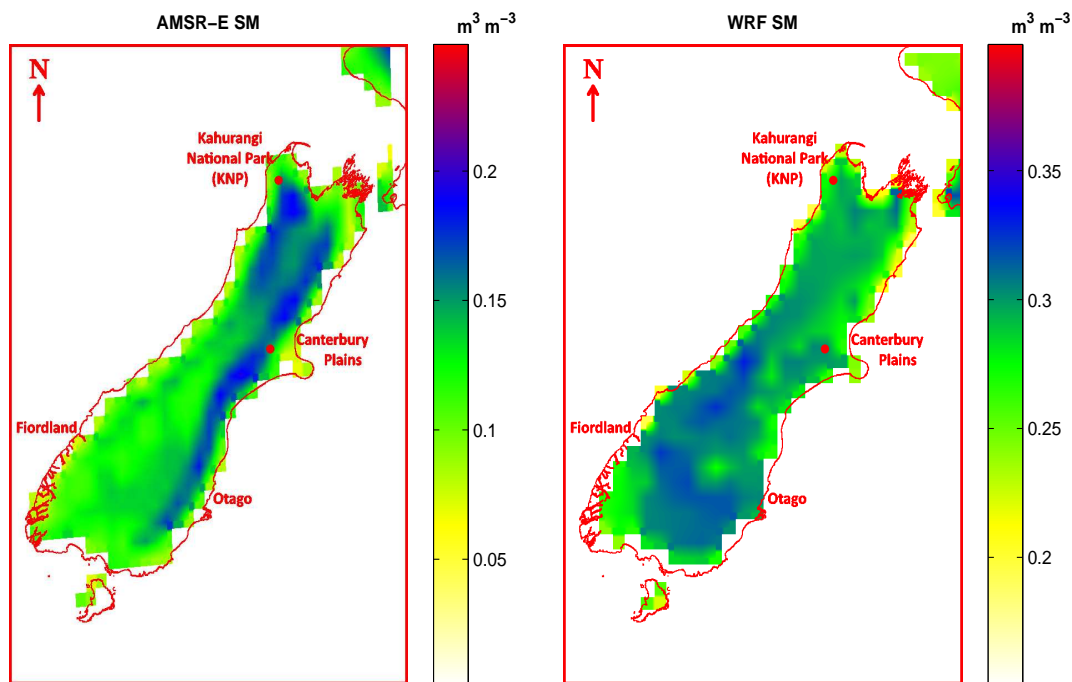 AMSR−E SM
m³ m⁻³
N
Kahurangi
National Park
(KNP)
Canterbury
Plains
Fiordland
Otago
0.2
0.15
0.1
0.05
WRF SM
m³ m⁻³
N
Kahurangi
National Park
(KNP)
Canterbury
Plains
Fiordland
Otago
0.35
0.3
0.25
0.2